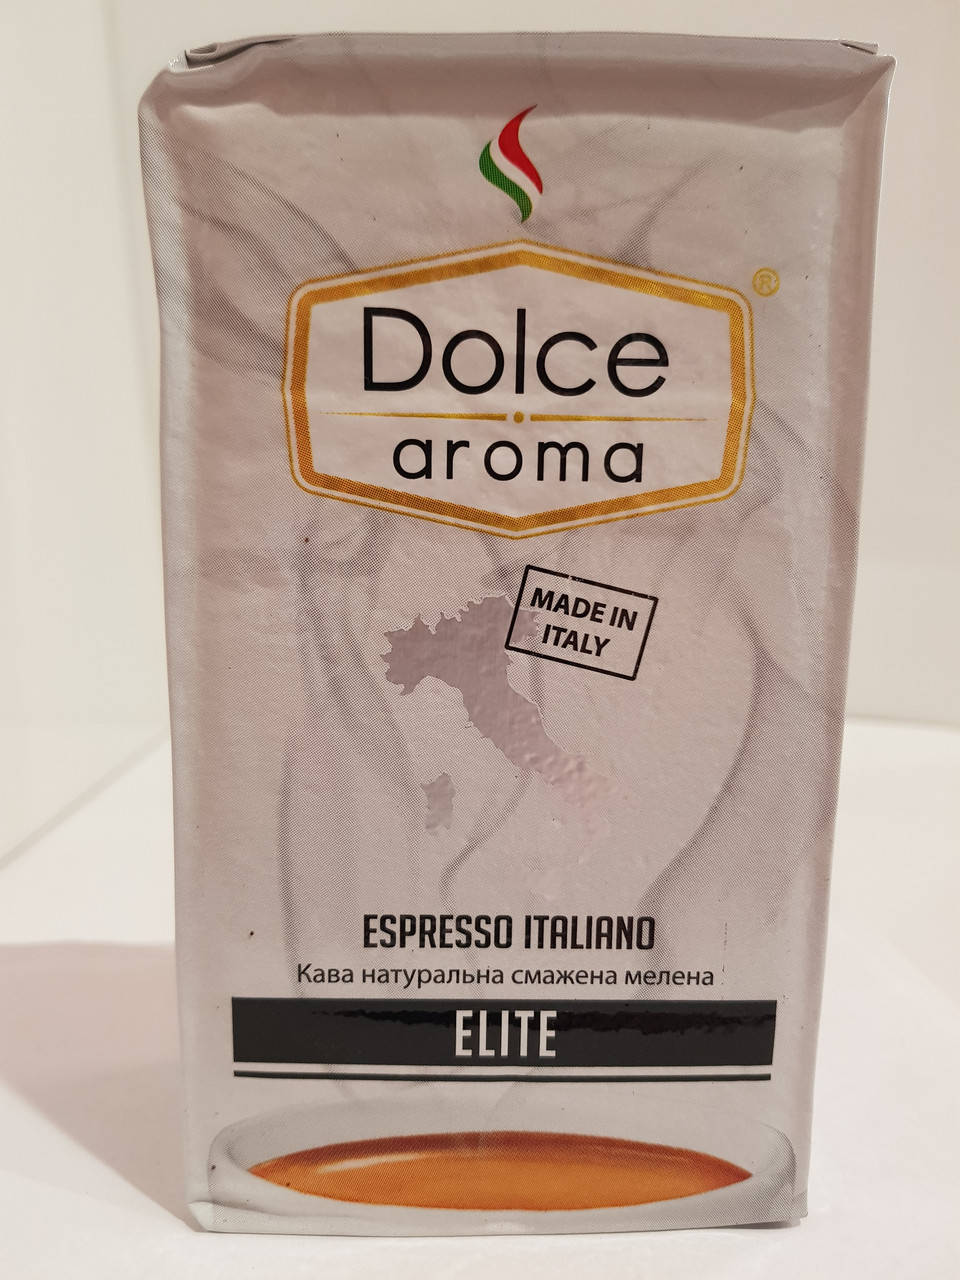 ®
Dolce
aroma
MADE IN
ITALY
ESPRESSO ITALIANO
Кава натуральна смажена мелена
ELITE